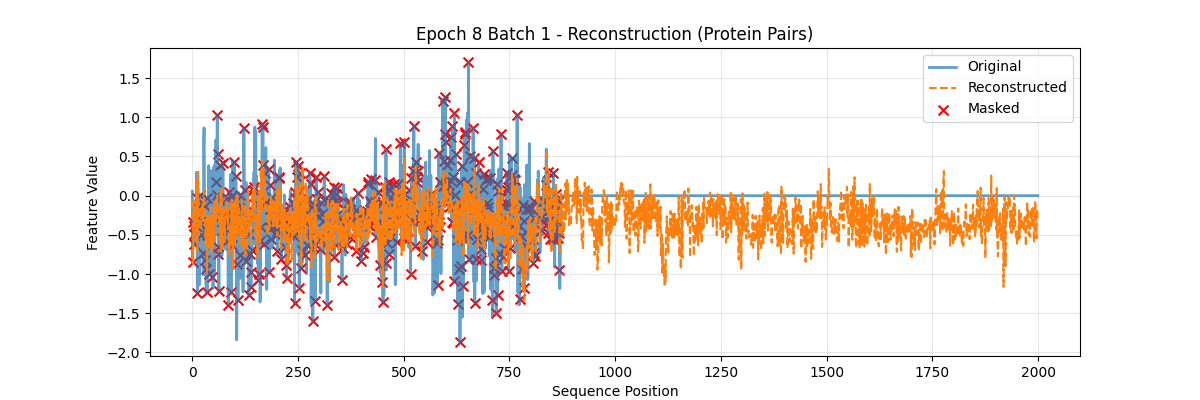 Epoch 8 Batch 1 - Reconstruction (Protein Pairs)
Original
Reconstructed
Masked
Feature Value
1.5
1.0
0.5
0.0
−0.5
−1.0
−1.5
−2.0
0 250 500 750 1000 1250 1500 1750 2000
Sequence Position